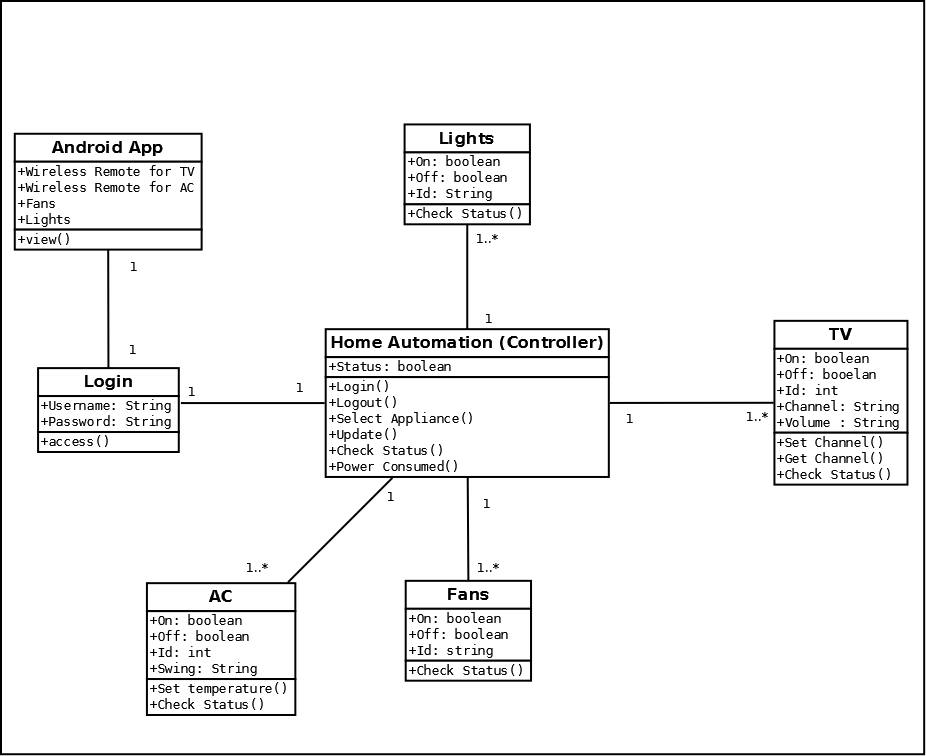 Android App
+Wireless Remote for TV
+Wireless Remote for AC
+Fans
+Lights
+view()
1
1
Login
+Username: String
+Password: String
+access()
1
1
Lights
+On: boolean
+Off: boolean
+Id: String
+Check Status()
1..*
1
Home Automation (Controller)
+Status: boolean
+Login()
+Logout()
+Select Appliance()
+Update()
+Check Status()
+Power Consumed()
1
1..*
TV
+On: boolean
+Off: booelan
+Id: int
+Channel: String
+Volume : String
+Set Channel()
+Get Channel()
+Check Status()
1
1..*
AC
+On: boolean
+Off: boolean
+Id: int
+Swing: String
+Set temperature()
+Check Status()
1
1..*
Fans
+On: boolean
+Off: boolean
+Id: string
+Check Status()